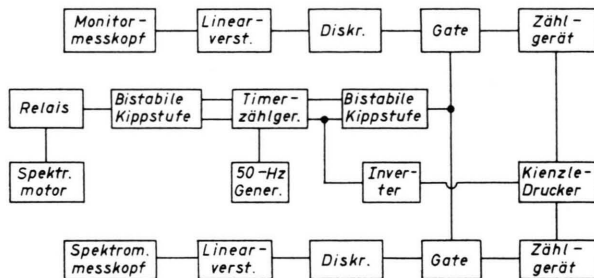 Monitor-
messkopf
Linear-
verst.
Diskr.
Gate
Zähl-
gerät
Relais
Bistabile
Kippstufe
Timer-
zählger.
Bistabile
Kippstufe
Spektr.
motor
50-Hz
Gener.
Inver-
ter
Kienzle-
Drucker
Spektrom.
messkopf
Linear-
verst.
Diskr.
Gate
Zähl-
gerät